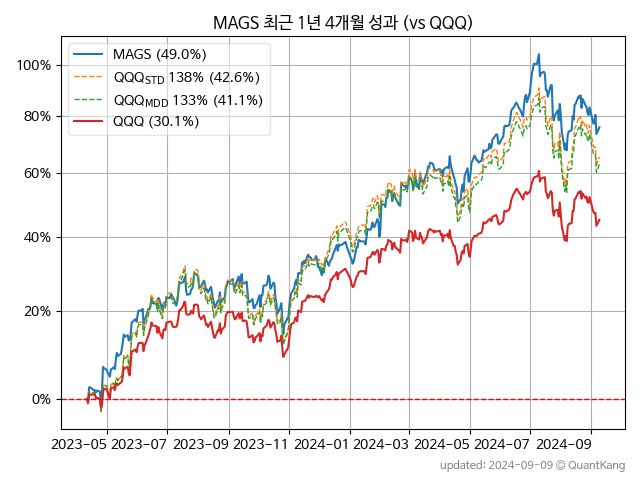 MAGS 최근 1년 4개월 성과 (vs QQQ)
MAGS (49.0%)
QQQSTD 138% (42.6%)
QQQMDD 133% (41.1%)
QQQ (30.1%)
100%
80%
60%
40%
20%
0%
2023-05 2023-07 2023-09 2023-11 2024-01 2024-03 2024-05 2024-07 2024-09
updated: 2024-09-09 © QuantKang